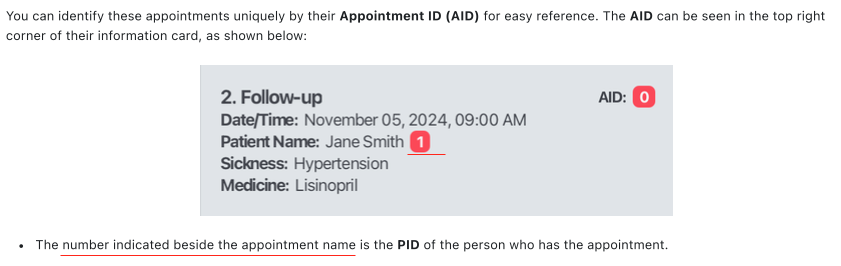 You can identify these appointments uniquely by their Appointment ID (AID) for easy reference. The AID can be seen in the top right
corner of their information card, as shown below:
2. Follow-up AID: 0
Date/Time: November 05, 2024, 09:00 AM
Patient Name: Jane Smith 1
Sickness: Hypertension
Medicine: Lisinopril
• The number indicated beside the appointment name is the PID of the person who has the appointment.